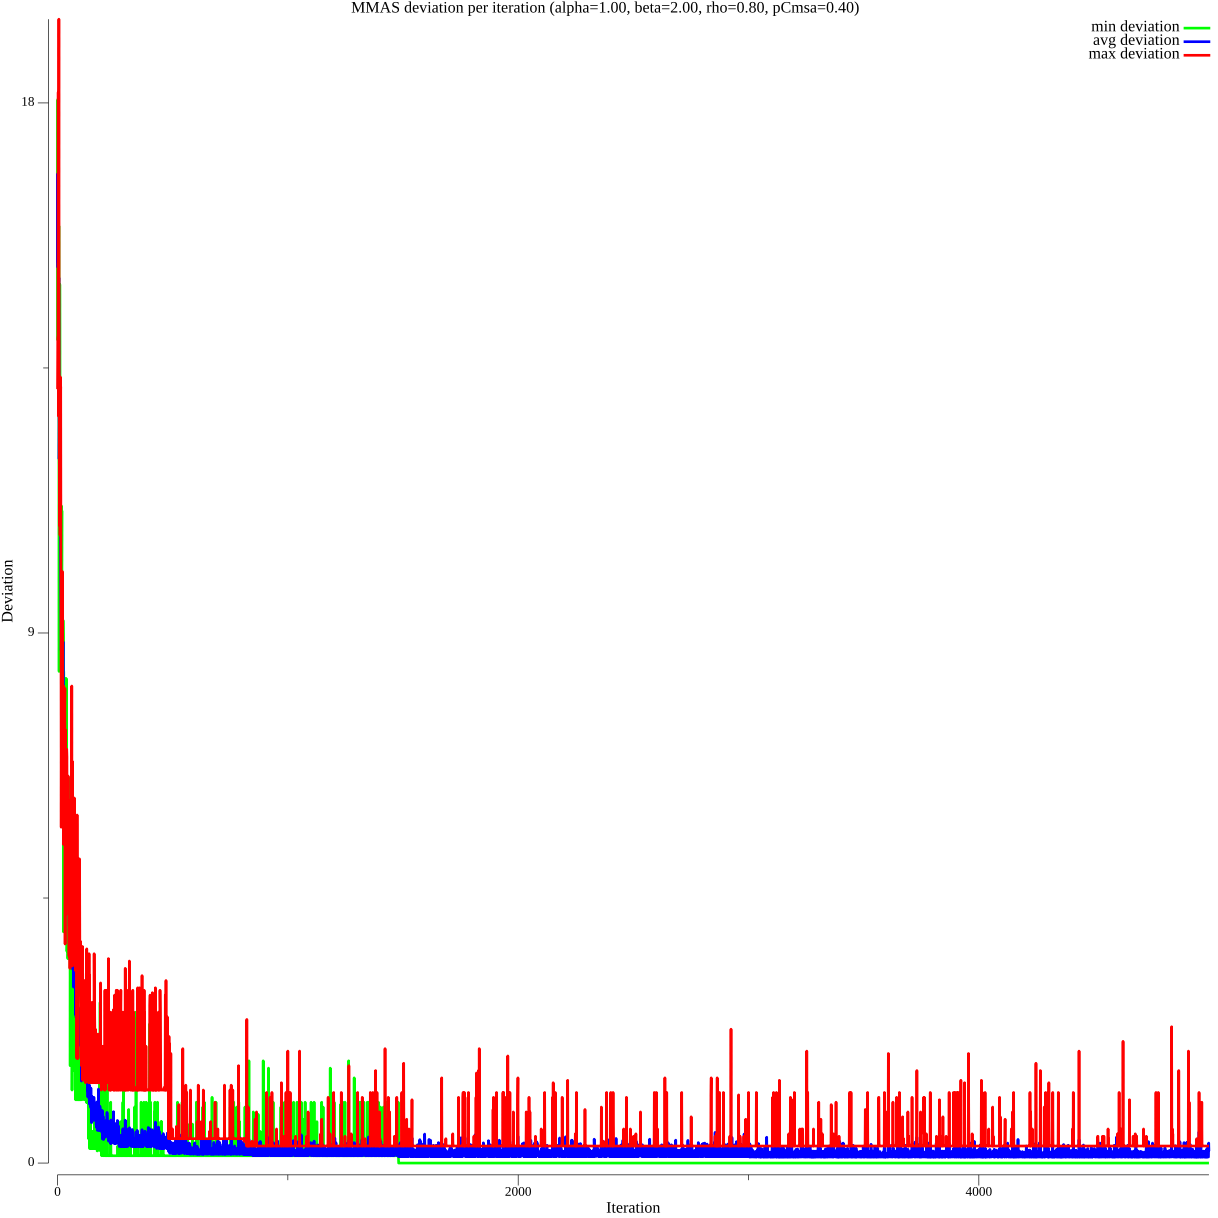 MMAS deviation per iteration (alpha=1.00, beta=2.00, rho=0.80, pCmsa=0.40)
min deviation
avg deviation
max deviation
18
9
0
Deviation
0
2000
4000
Iteration